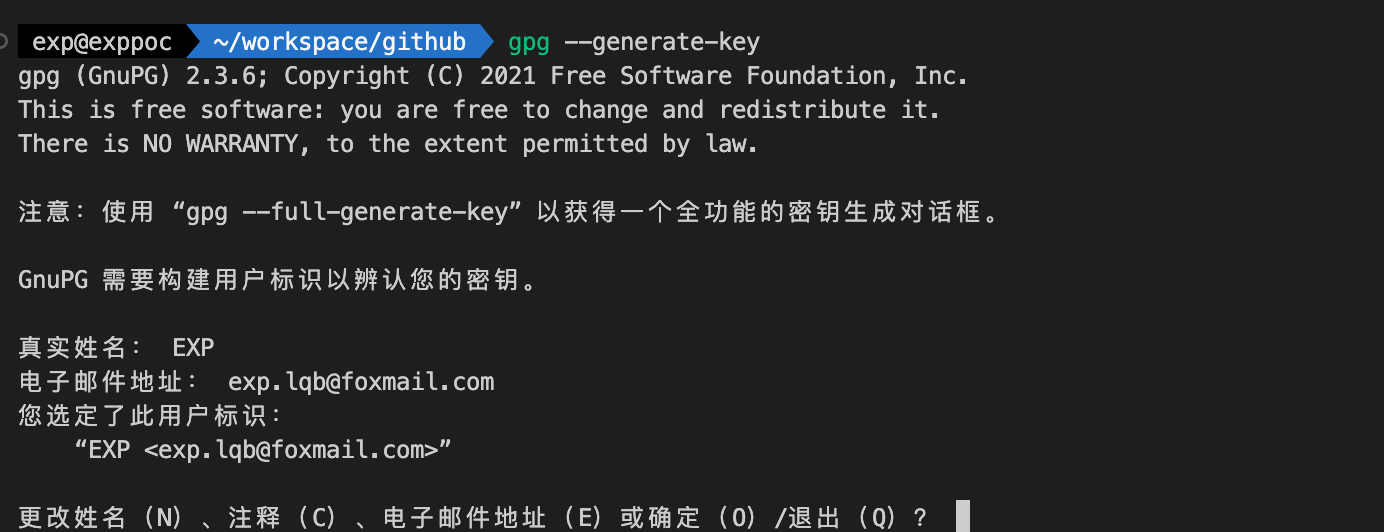 exp@exppoc ~/workspace/github gpg --generate-key
gpg (GnuPG) 2.3.6; Copyright (C) 2021 Free Software Foundation, Inc.
This is free software: you are free to change and redistribute it.
There is NO WARRANTY, to the extent permitted by law.
注意：使用 “gpg --full-generate-key” 以获得一个全功能的密钥生成对话框。
GnuPG 需要构建用户标识以辨认您的密钥。
真实姓名： EXP
电子邮件地址： exp.lqb@foxmail.com
您选定了此用户标识：
“EXP <exp.lqb@foxmail.com>”
更改姓名（N）、注释（C）、电子邮件地址（E）或确定（O）/退出（Q）？